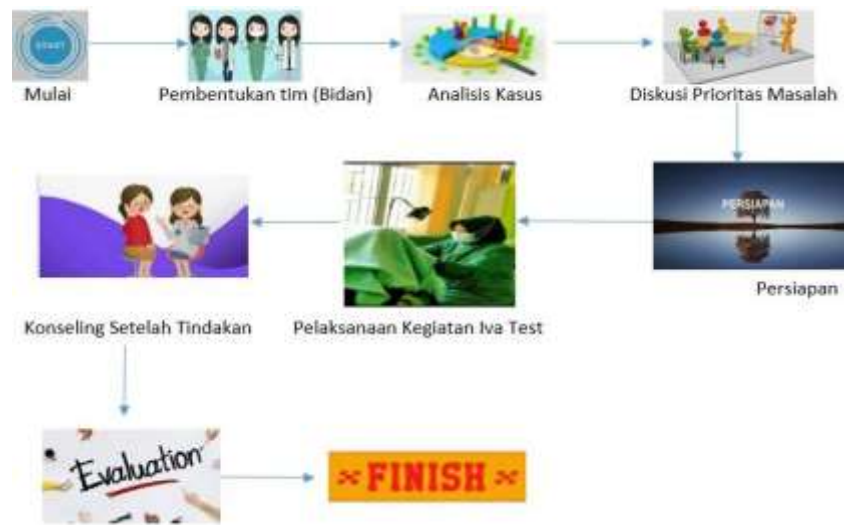 START
Mulai
Pembentukan tim (Bidan)
Analisis Kasus
Diskusi Prioritas Masalah
PERSIAPAN
Persiapan
Konseling Setelah Tindakan
Pelaksanaan Kegiatan Iva Test
Evaluation
FINISH